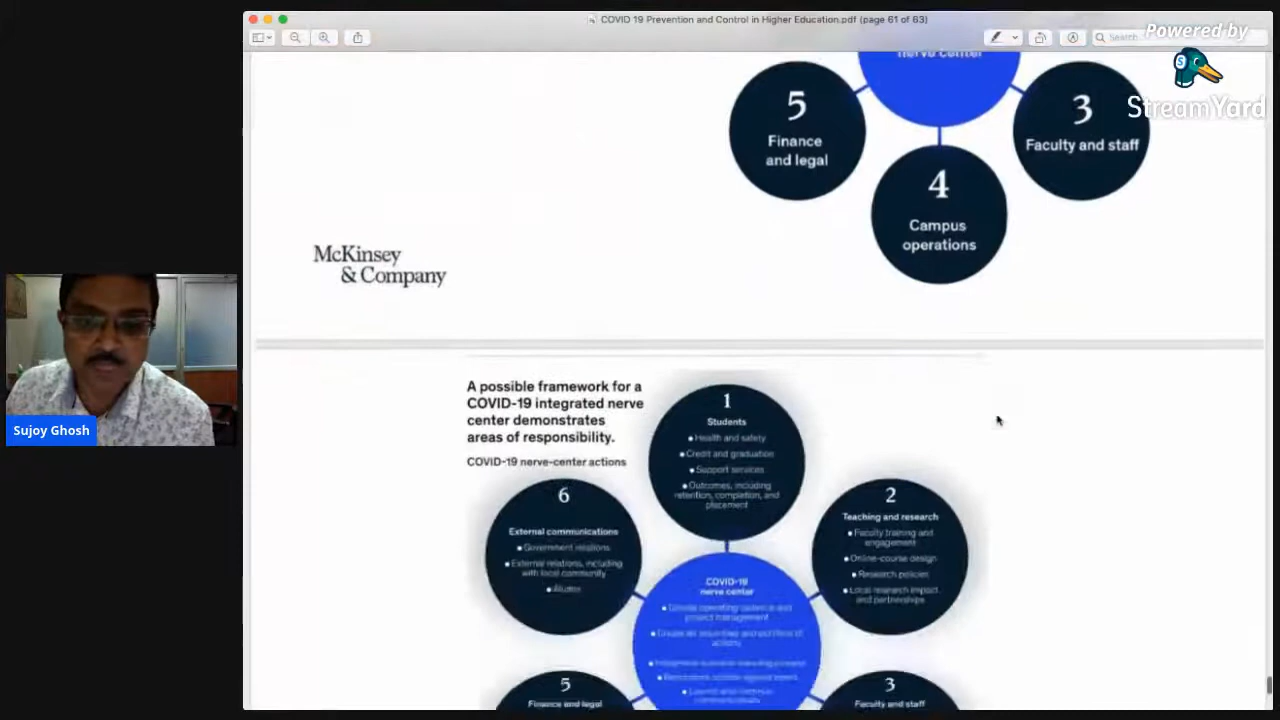 COVID 19 Prevention and Control in Higher Education.pdf (page 61 of 63)
Search
Powered by
StreamYard
nerve center
5
Finance
and legal
3
Faculty and staff
4
Campus
operations
McKinsey
& Company
A possible framework for a
COVID-19 integrated nerve
center demonstrates
areas of responsibility.
COVID-19 nerve-center actions
1
Students
• Health and safety
• Credit and graduation
• Support services
• Outcomes, including
retention, completion, and
placement
6
External communications
• Government relations
• External relations, including
with local community
• Alumni
2
Teaching and research
• Faculty training and
engagement
• Online-course design
• Research policies
• Local research impact
and partnerships
COVID-19
nerve center
project management
actions
5
Finance and legal
3
Faculty and staff
Sujoy Ghosh